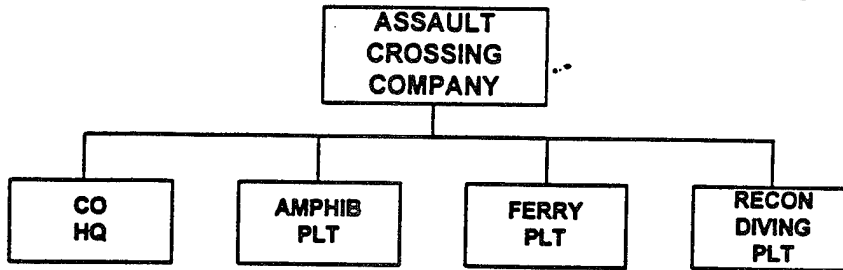 ASSAULT
CROSSING
COMPANY
CO
HQ
AMPHIB
PLT
FERRY
PLT
RECON
DIVING
PLT